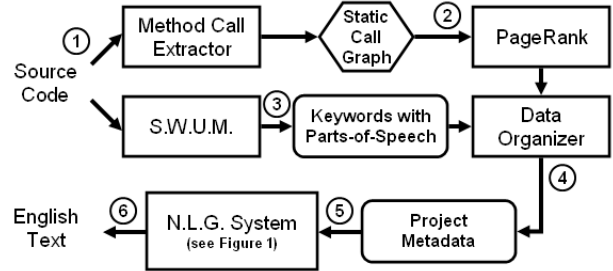 1
Source
Code
Method Call
Extractor
Static
Call
Graph
2
PageRank
S.W.U.M.
3
Keywords with
Parts-of-Speech
Data
Organizer
4
English
Text
6
N.L.G. System
(see Figure 1)
5
Project
Metadata